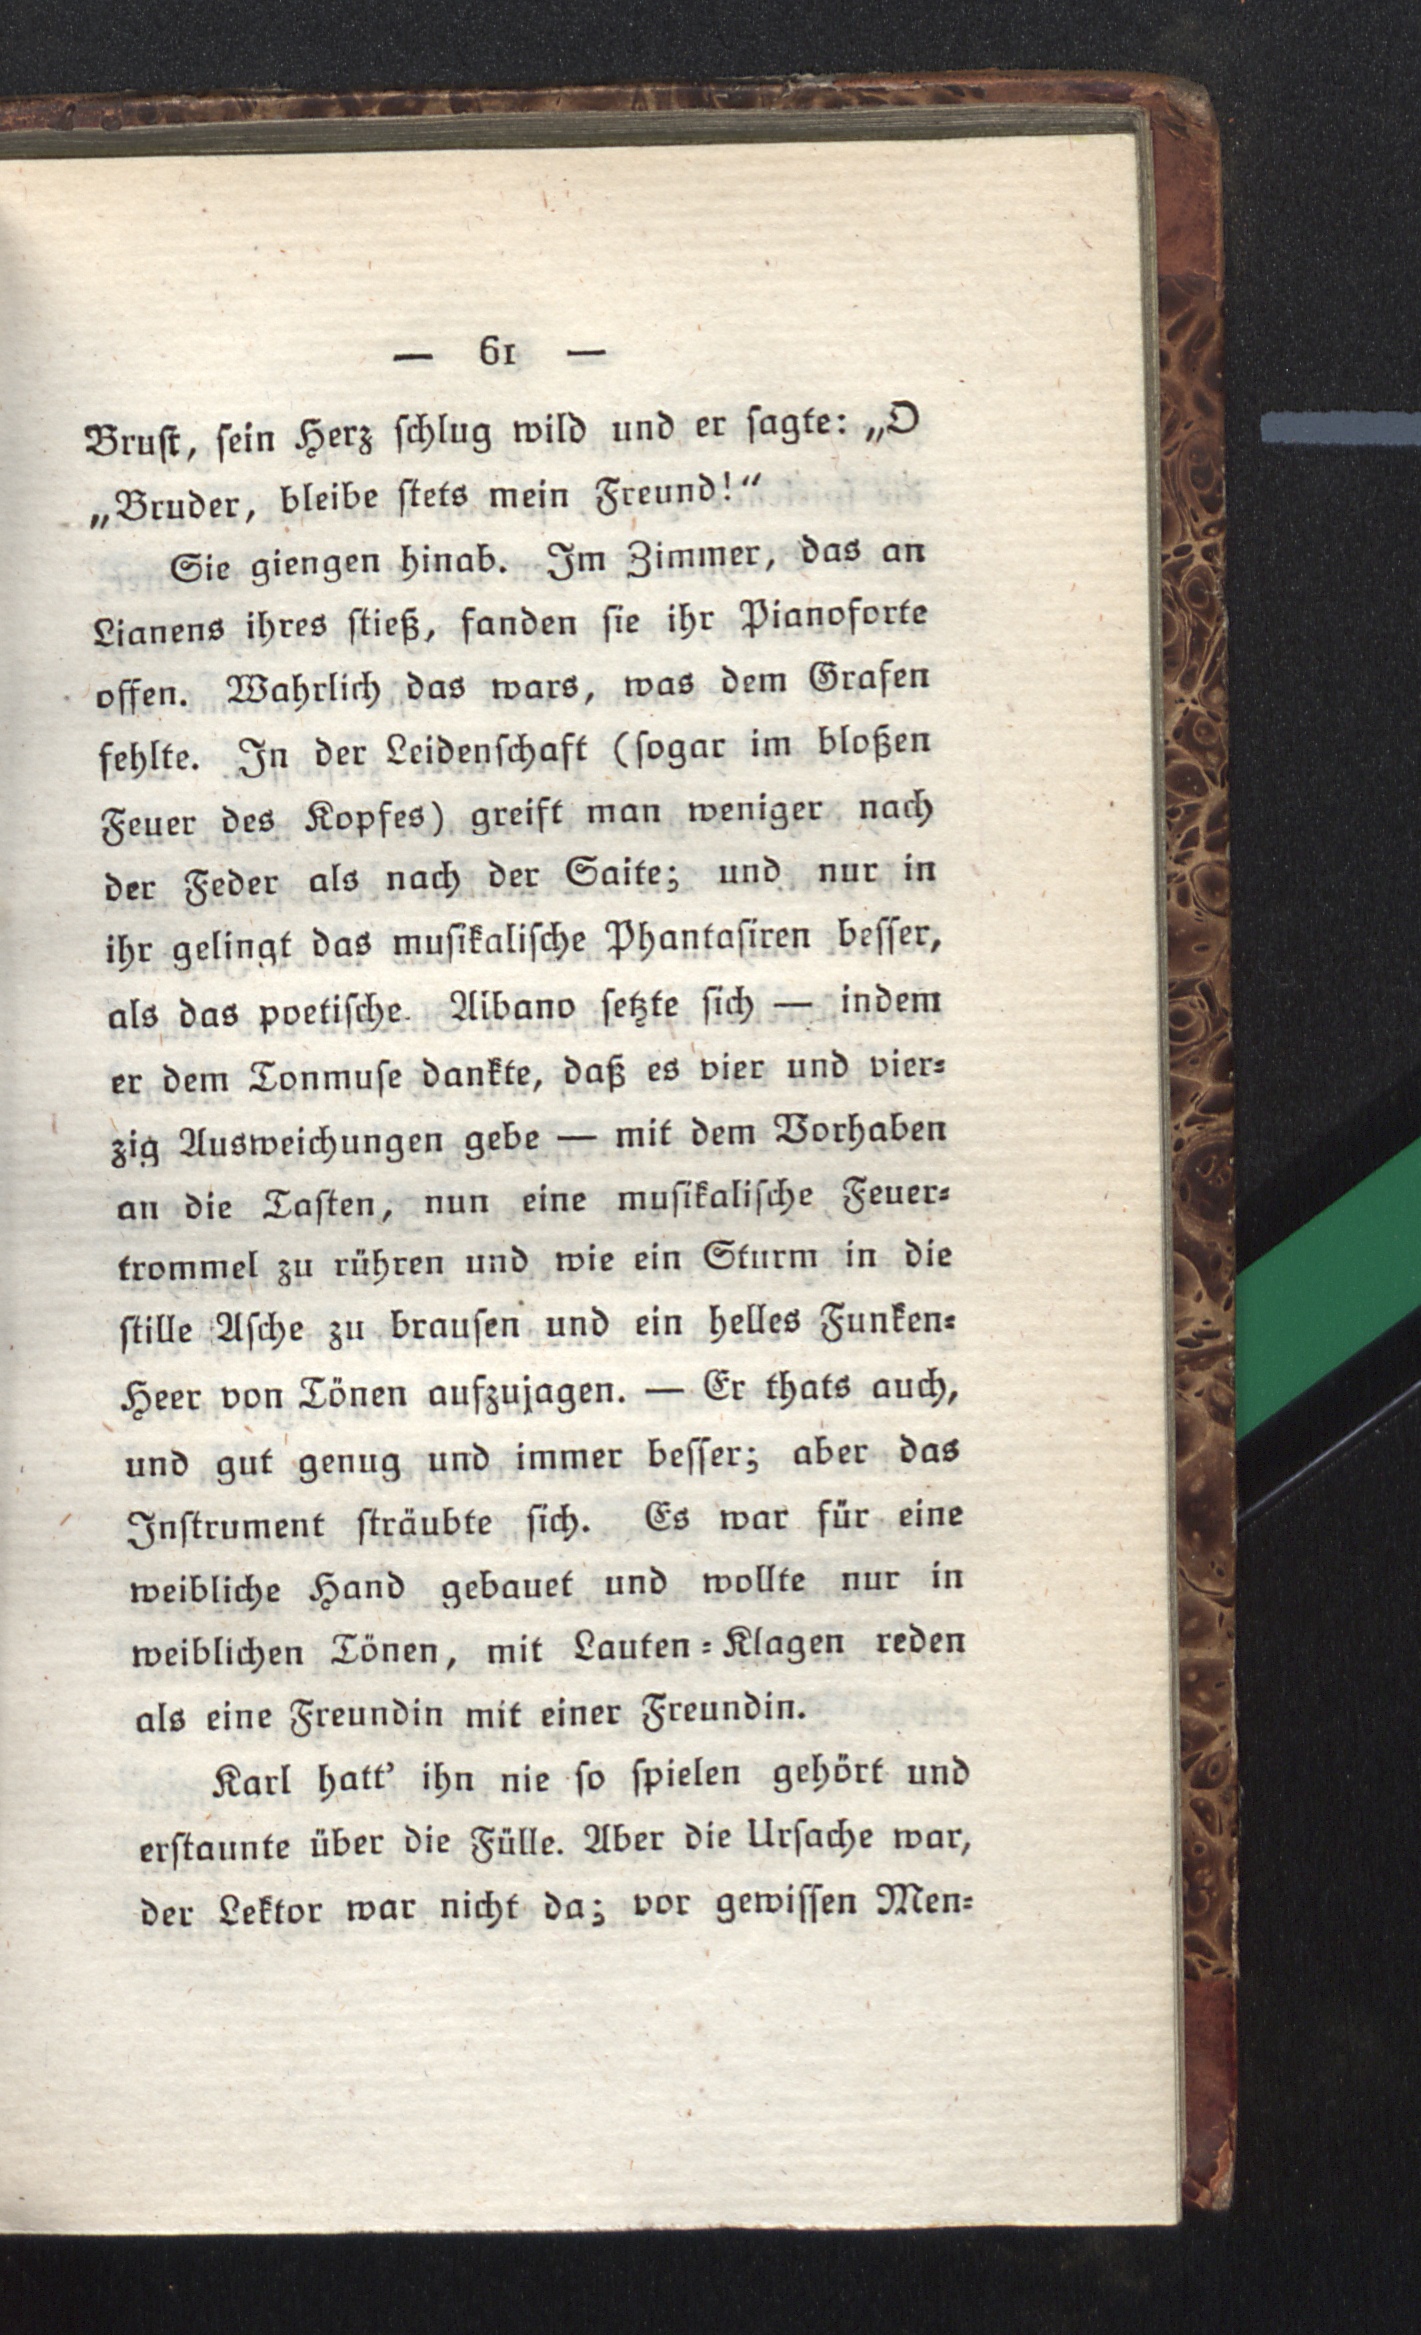 — 61 —
Bruſt, ſein Herz ſchlug wild und er ſagte: „O
„Bruder, bleibe ſtets mein Freund!“
Sie giengen hinab. Im Zimmer, das an
Lianens ihres ſtieß, fanden ſie ihr Pianoforte
offen. Wahrlich das wars, was dem Grafen
fehlte. In der Leidenſchaft (ſogar im bloßen
Feuer des Kopfes) greift man weniger nach
der Feder als nach der Saite; und nur in
ihr gelingt das muſikaliſche Phantaſiren beſſer,
als das poetiſche. Albano ſetzte ſich — indem
er dem Tonmuſe dankte, daß es vier und vier⸗
zig Ausweichungen gebe — mit dem Vorhaben
an die Taſten, nun eine muſikaliſche Feuer⸗
trommel zu rühren und wie ein Sturm in die
ſtille Aſche zu brauſen und ein helles Funken⸗
Heer von Tönen aufzujagen. — Er thats auch,
und gut genug und immer beſſer; aber das
Inſtrument ſträubte ſich. Es war für eine
weibliche Hand gebauet und wollte nur in
weiblichen Tönen, mit Lauten⸗Klagen reden
als eine Freundin mit einer Freundin.
Karl hatt’ ihn nie ſo ſpielen gehört und
erſtaunte über die Fülle. Aber die Urſache war,
der Lektor war nicht da; vor gewiſſen Men⸗